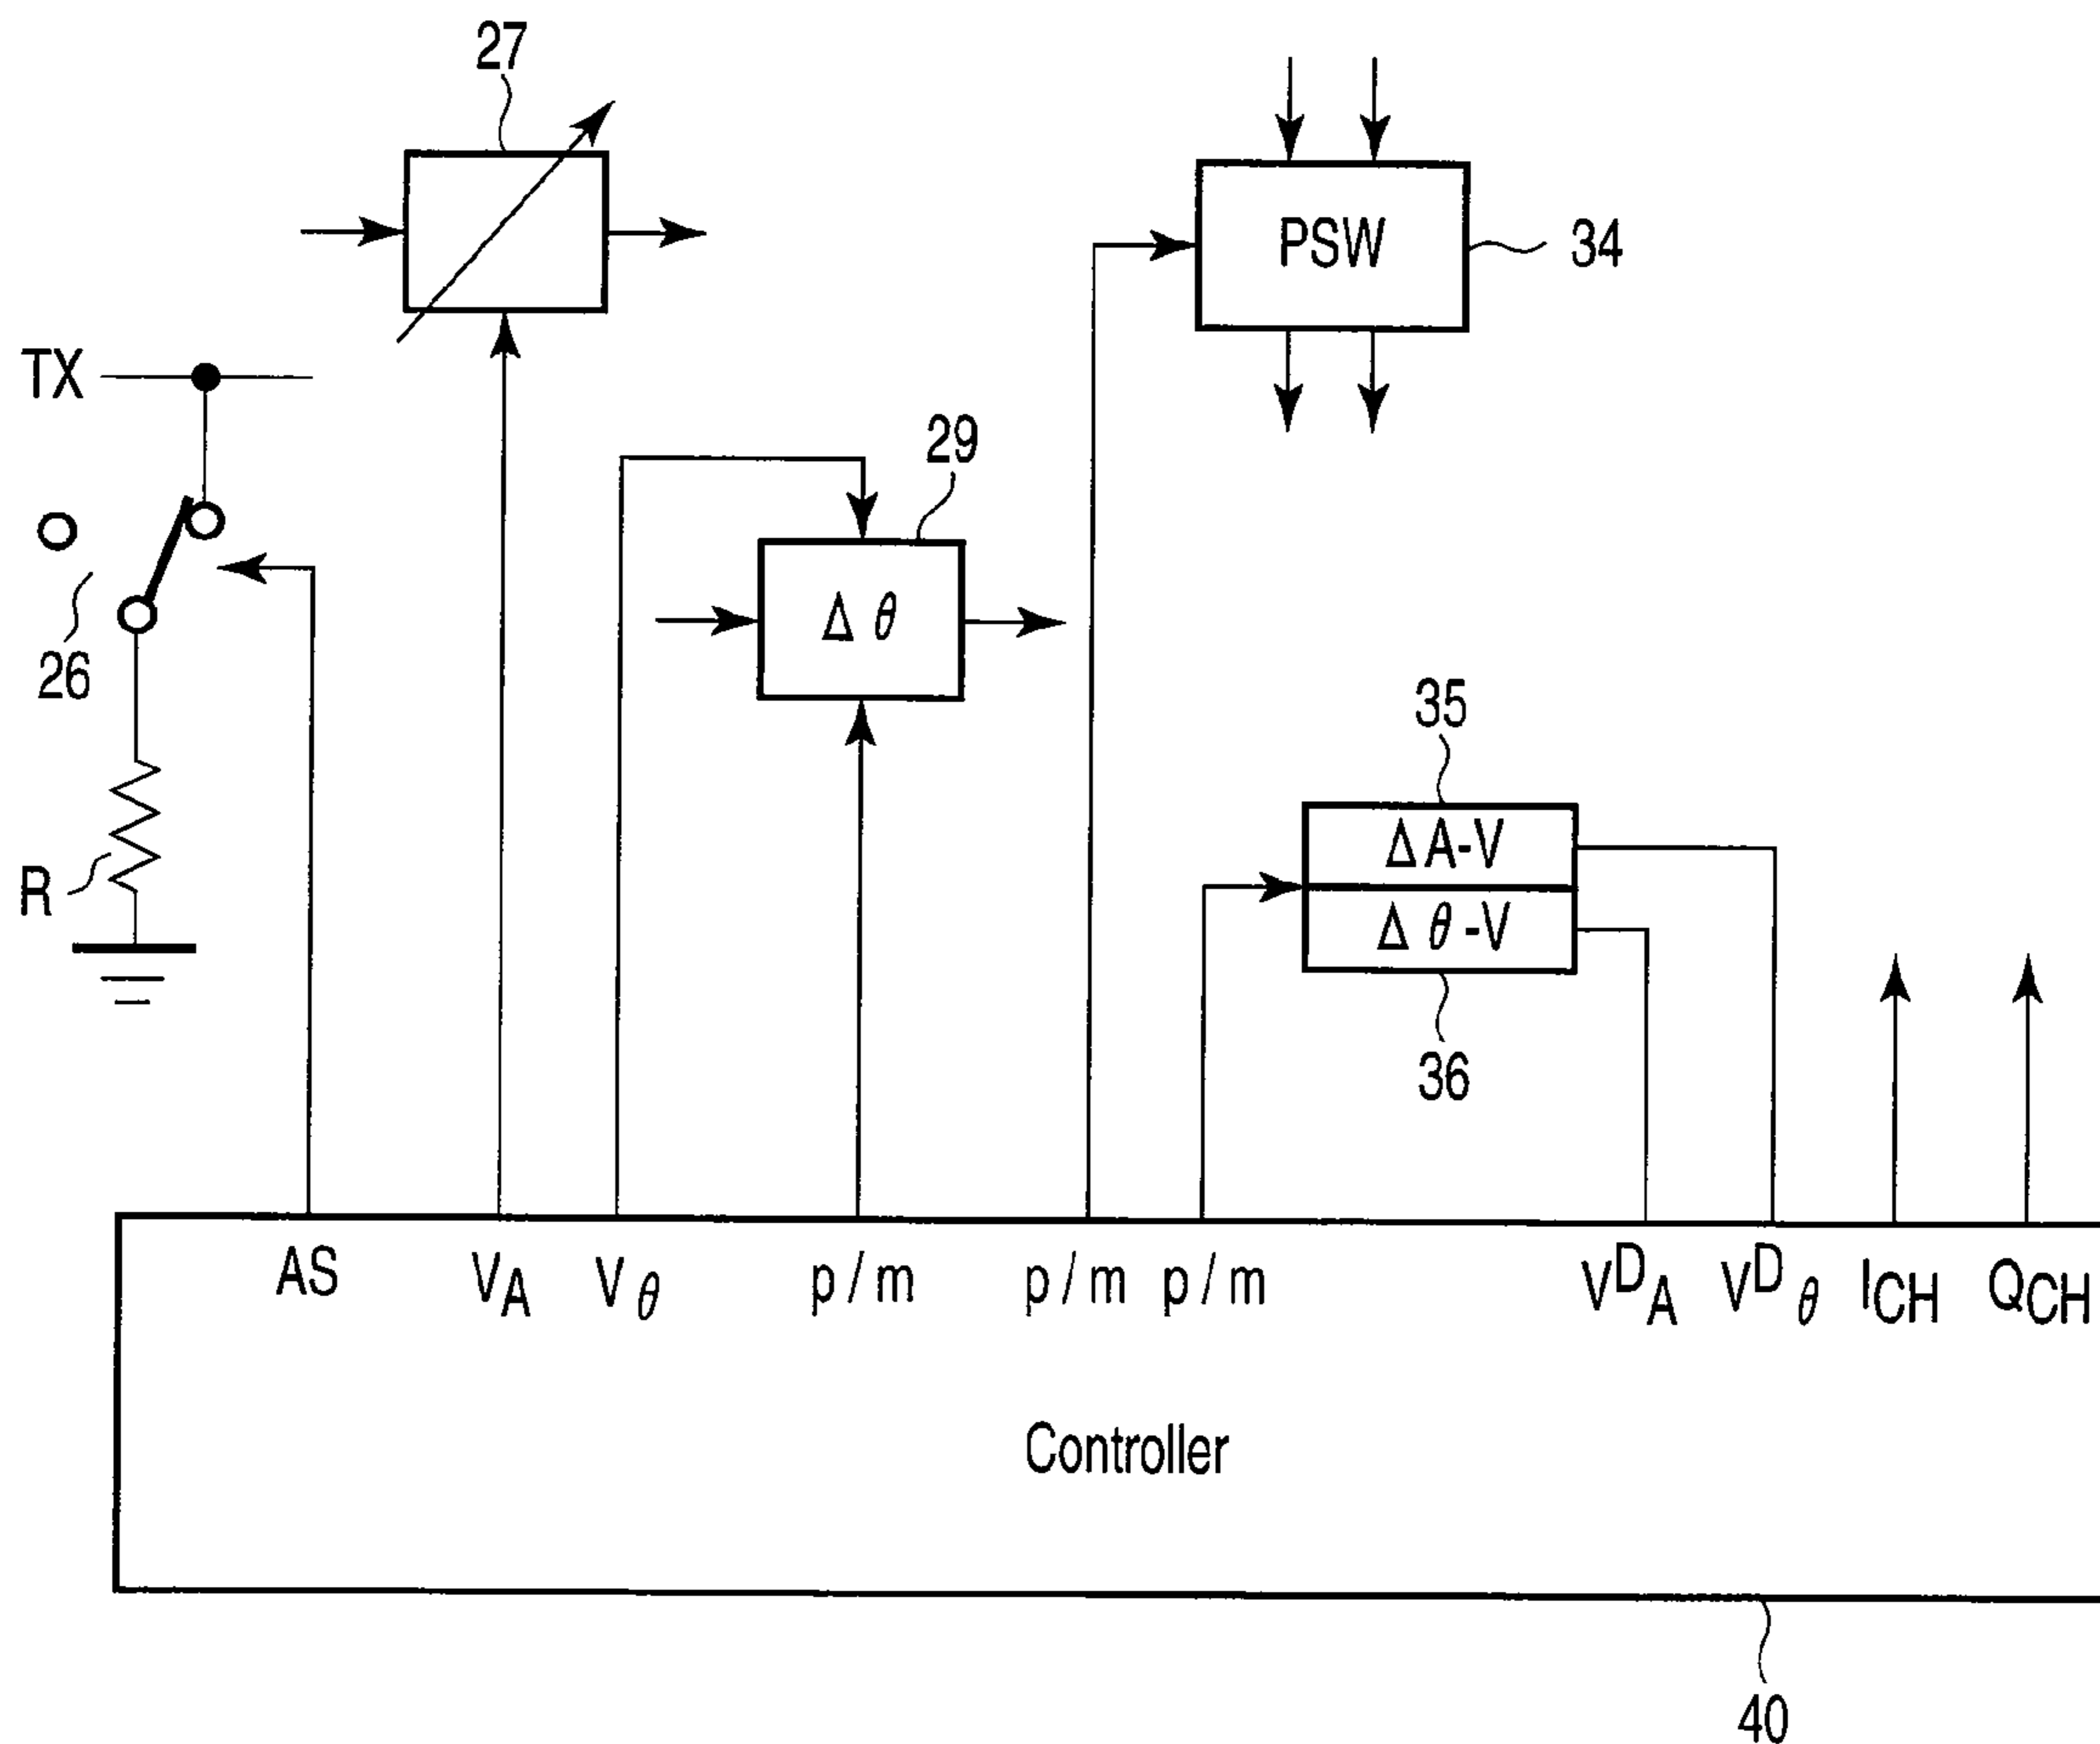 27
PSW
34
TX
29
Δ θ
26
35
ΔA-V
R
Δ θ-V
36
AS
VA
Vθ
p/m
p/m
p/m
VDA
VDθ
ICH
QCH
Controller
40